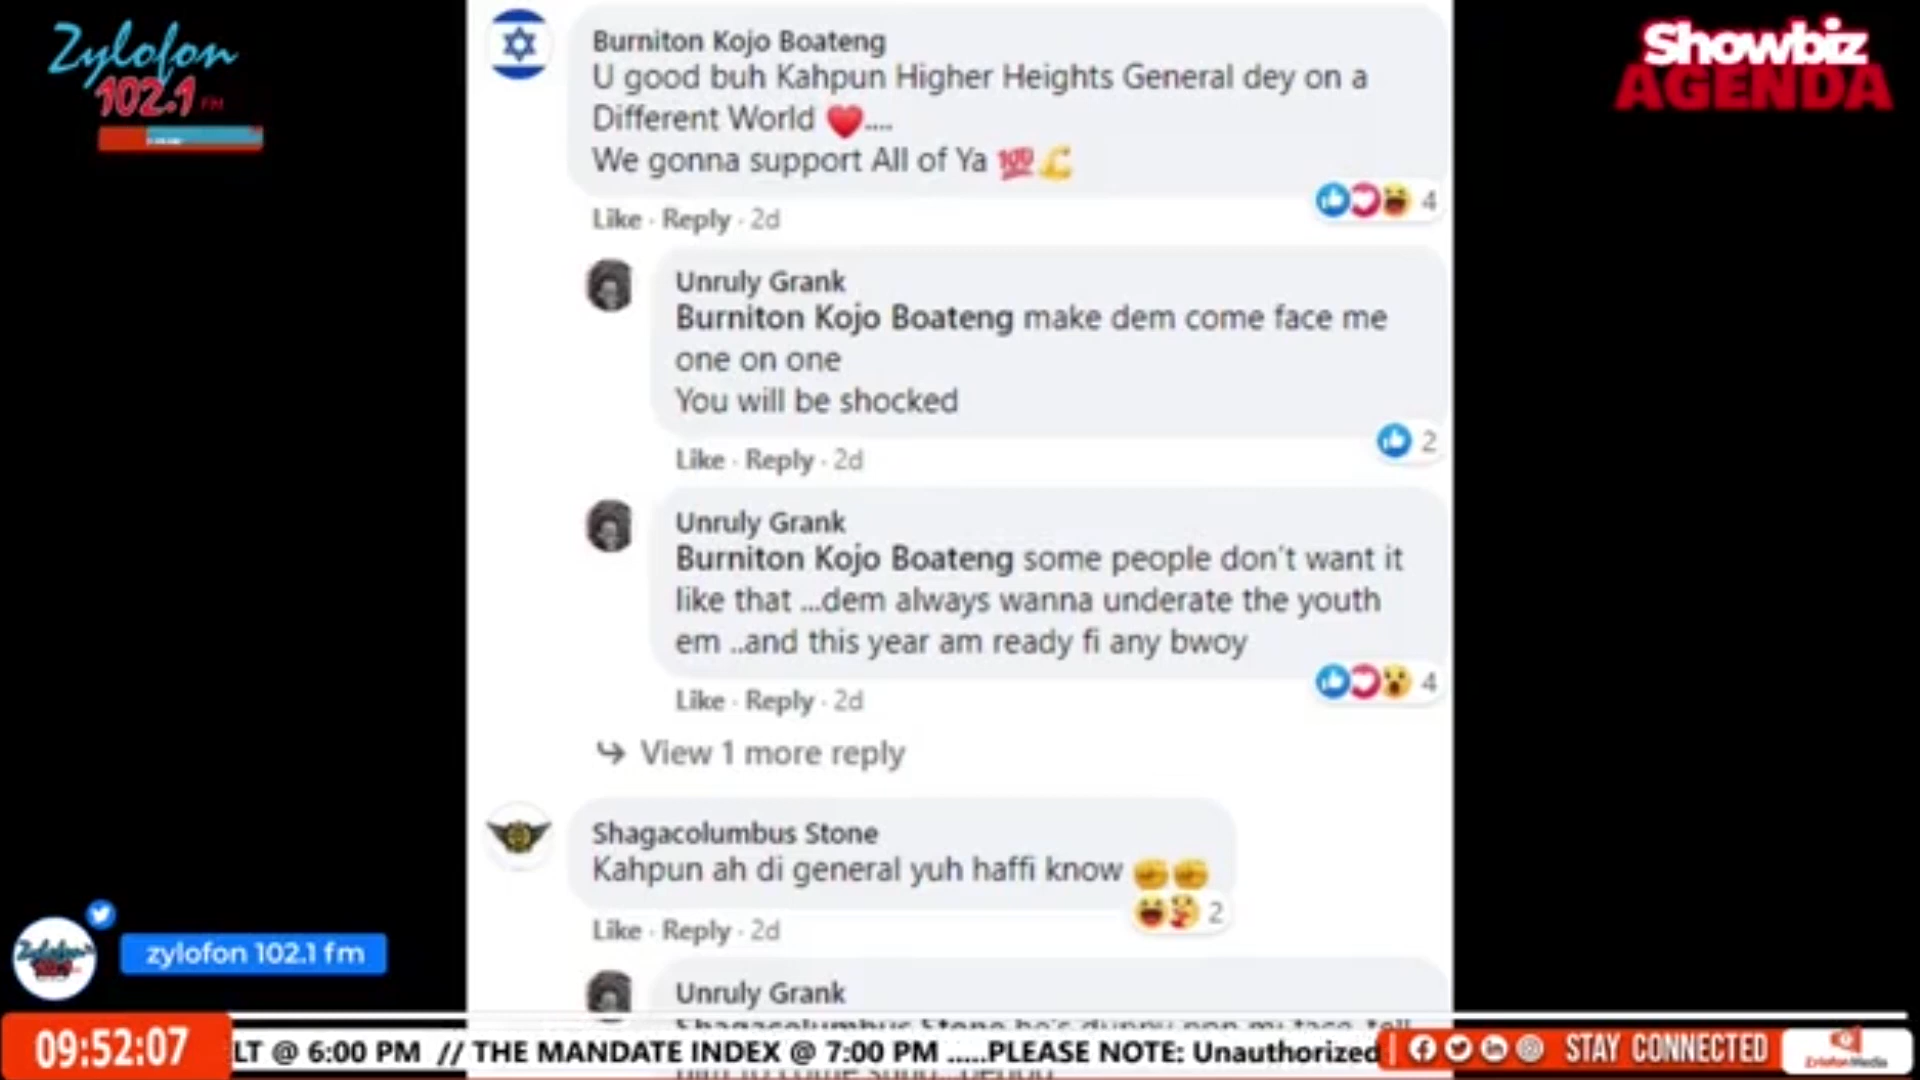 Zylofon
102.1 FM
Showbiz
AGENDA
Burniton Kojo Boateng
U good buh Kahpun Higher Heights General dey on a
Different World ❤️....
We gonna support All of Ya 💯💪
4
Like · Reply · 2d
Unruly Grank
Burniton Kojo Boateng make dem come face me
one on one
You will be shocked
2
Like · Reply · 2d
Unruly Grank
Burniton Kojo Boateng some people don't want it
like that ...dem always wanna underate the youth
em ..and this year am ready fi any bwoy
4
Like · Reply · 2d
View 1 more reply
Shagacolumbus Stone
Kahpun ah di general yuh haffi know ✊✊
2
Like · Reply · 2d
Unruly Grank
zylofon 102.1 fm
09:52:07
LT @ 6:00 PM // THE MANDATE INDEX @ 7:00 PM .....PLEASE NOTE: Unauthorized
STAY CONNECTED
ZylofonMedia